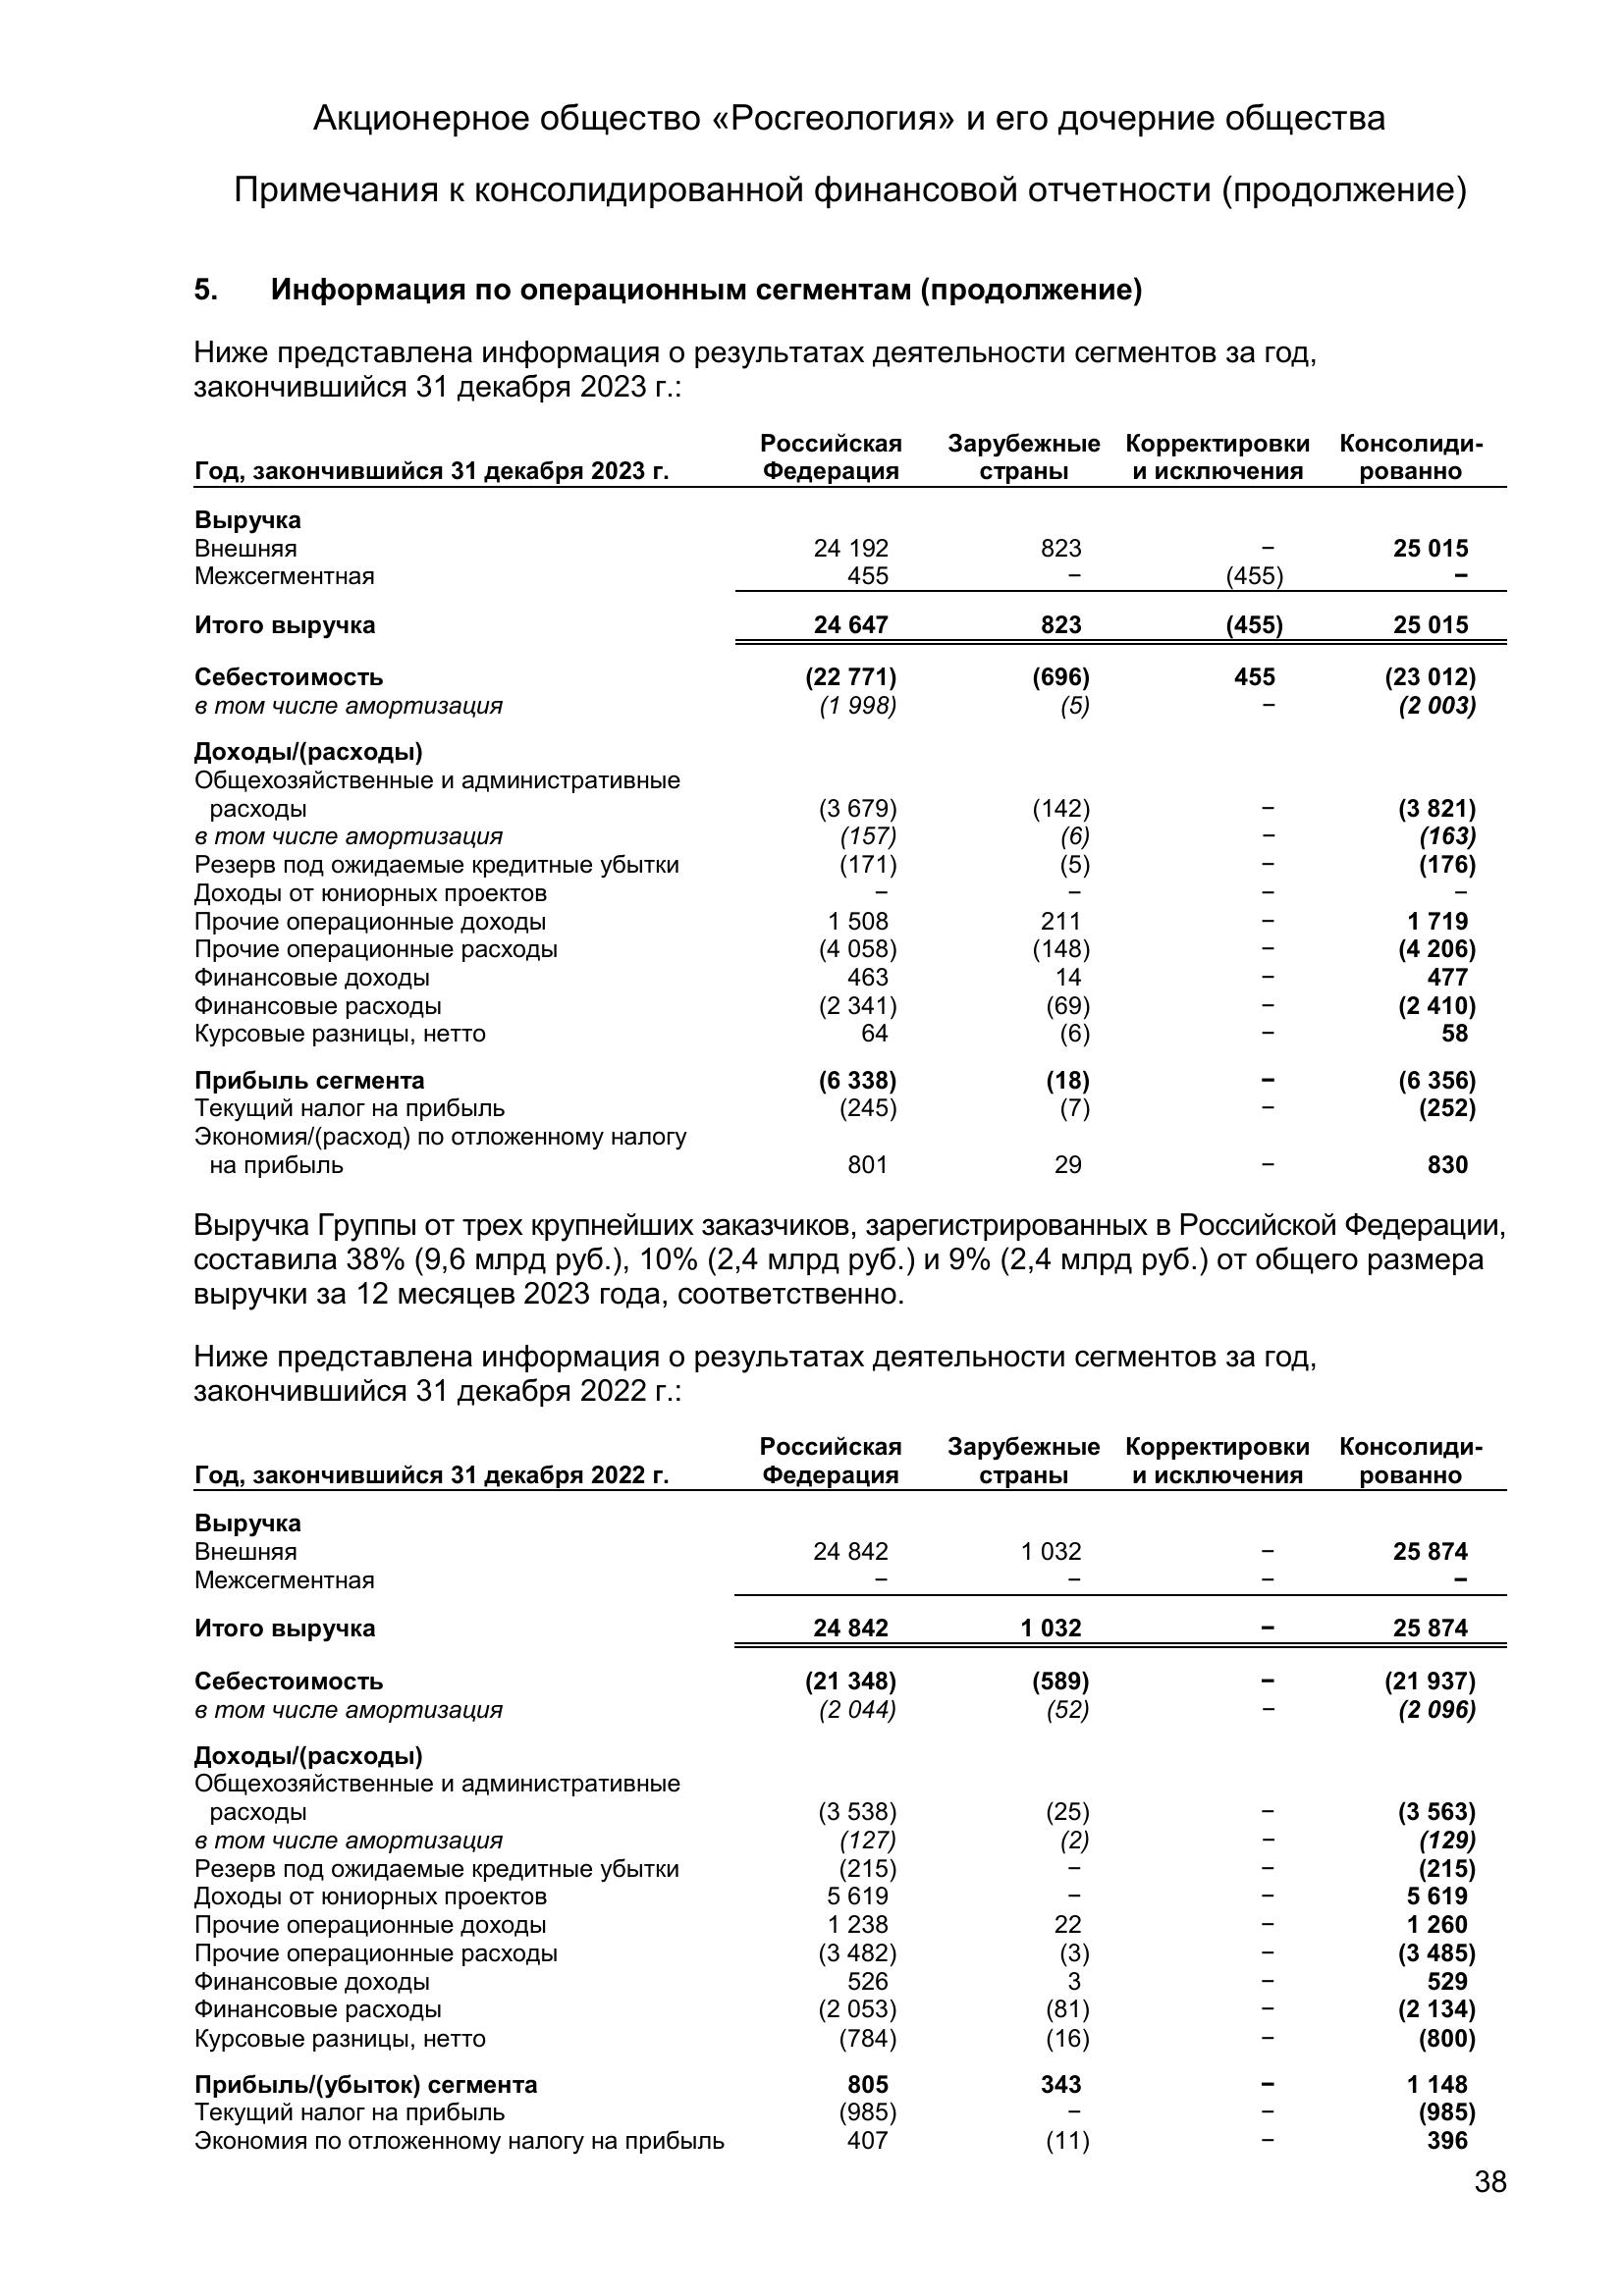 Акционерное общество «Росгеология» и его дочерние общества
Примечания к консолидированной финансовой отчетности (продолжение)
5. Информация по операционным сегментам (продолжение)
Ниже представлена информация о результатах деятельности сегментов за год,
закончившийся 31 декабря 2023 г.:
Российская Зарубежные Корректировки Консолиди-
Год, закончившийся 31 декабря 2023 г. Федерация страны и исключения рованно
Выручка
Внешняя 24 192 823 – 25 015
Межсегментная 455 – (455) –
Итого выручка 24 647 823 (455) 25 015
Себестоимость (22 771) (696) 455 (23 012)
в том числе амортизация (1 998) (5) – (2 003)
Доходы/(расходы)
Общехозяйственные и административные
расходы (3 679) (142) – (3 821)
в том числе амортизация (157) (6) – (163)
Резерв под ожидаемые кредитные убытки (171) (5) – (176)
Доходы от юниорных проектов – – – –
Прочие операционные доходы 1 508 211 – 1 719
Прочие операционные расходы (4 058) (148) – (4 206)
Финансовые доходы 463 14 – 477
Финансовые расходы (2 341) (69) – (2 410)
Курсовые разницы, нетто 64 (6) – 58
Прибыль сегмента (6 338) (18) – (6 356)
Текущий налог на прибыль (245) (7) – (252)
Экономия/(расход) по отложенному налогу
на прибыль 801 29 – 830
Выручка Группы от трех крупнейших заказчиков, зарегистрированных в Российской Федерации,
составила 38% (9,6 млрд руб.), 10% (2,4 млрд руб.) и 9% (2,4 млрд руб.) от общего размера
выручки за 12 месяцев 2023 года, соответственно.
Ниже представлена информация о результатах деятельности сегментов за год,
закончившийся 31 декабря 2022 г.:
Российская Зарубежные Корректировки Консолиди-
Год, закончившийся 31 декабря 2022 г. Федерация страны и исключения рованно
Выручка
Внешняя 24 842 1 032 – 25 874
Межсегментная – – – –
Итого выручка 24 842 1 032 – 25 874
Себестоимость (21 348) (589) – (21 937)
в том числе амортизация (2 044) (52) – (2 096)
Доходы/(расходы)
Общехозяйственные и административные
расходы (3 538) (25) – (3 563)
в том числе амортизация (127) (2) – (129)
Резерв под ожидаемые кредитные убытки (215) – – (215)
Доходы от юниорных проектов 5 619 – – 5 619
Прочие операционные доходы 1 238 22 – 1 260
Прочие операционные расходы (3 482) (3) – (3 485)
Финансовые доходы 526 3 – 529
Финансовые расходы (2 053) (81) – (2 134)
Курсовые разницы, нетто (784) (16) – (800)
Прибыль/(убыток) сегмента 805 343 – 1 148
Текущий налог на прибыль (985) – – (985)
Экономия по отложенному налогу на прибыль 407 (11) – 396
38